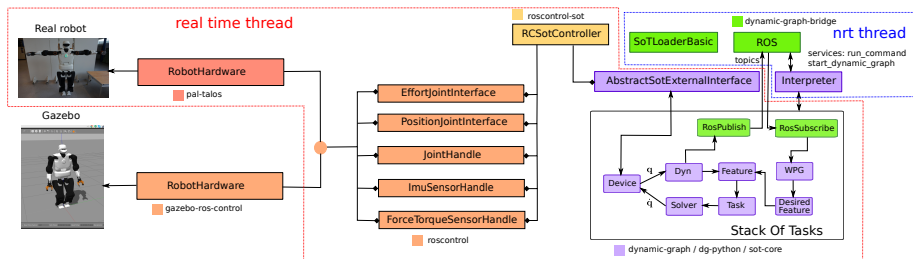 real time thread
nrt thread
Real robot
roscontrol-sot
dynamic-graph-bridge
RCSotController
SoTLoaderBasic
ROS
services: run_command
start_dynamic_graph
topics
RobotHardware
pal-talos
AbstractSotExternalInterface
Interpreter
EffortJointInterface
PositionJointInterface
JointHandle
ImuSensorHandle
ForceTorqueSensorHandle
roscontrol
Gazebo
RobotHardware
gazebo-ros-control
RosPublish
RosSubscribe
Device
q
Dyn
Feature
WPG
q̇
Solver
Task
Desired
Feature
Stack Of Tasks
dynamic-graph / dg-python / sot-core